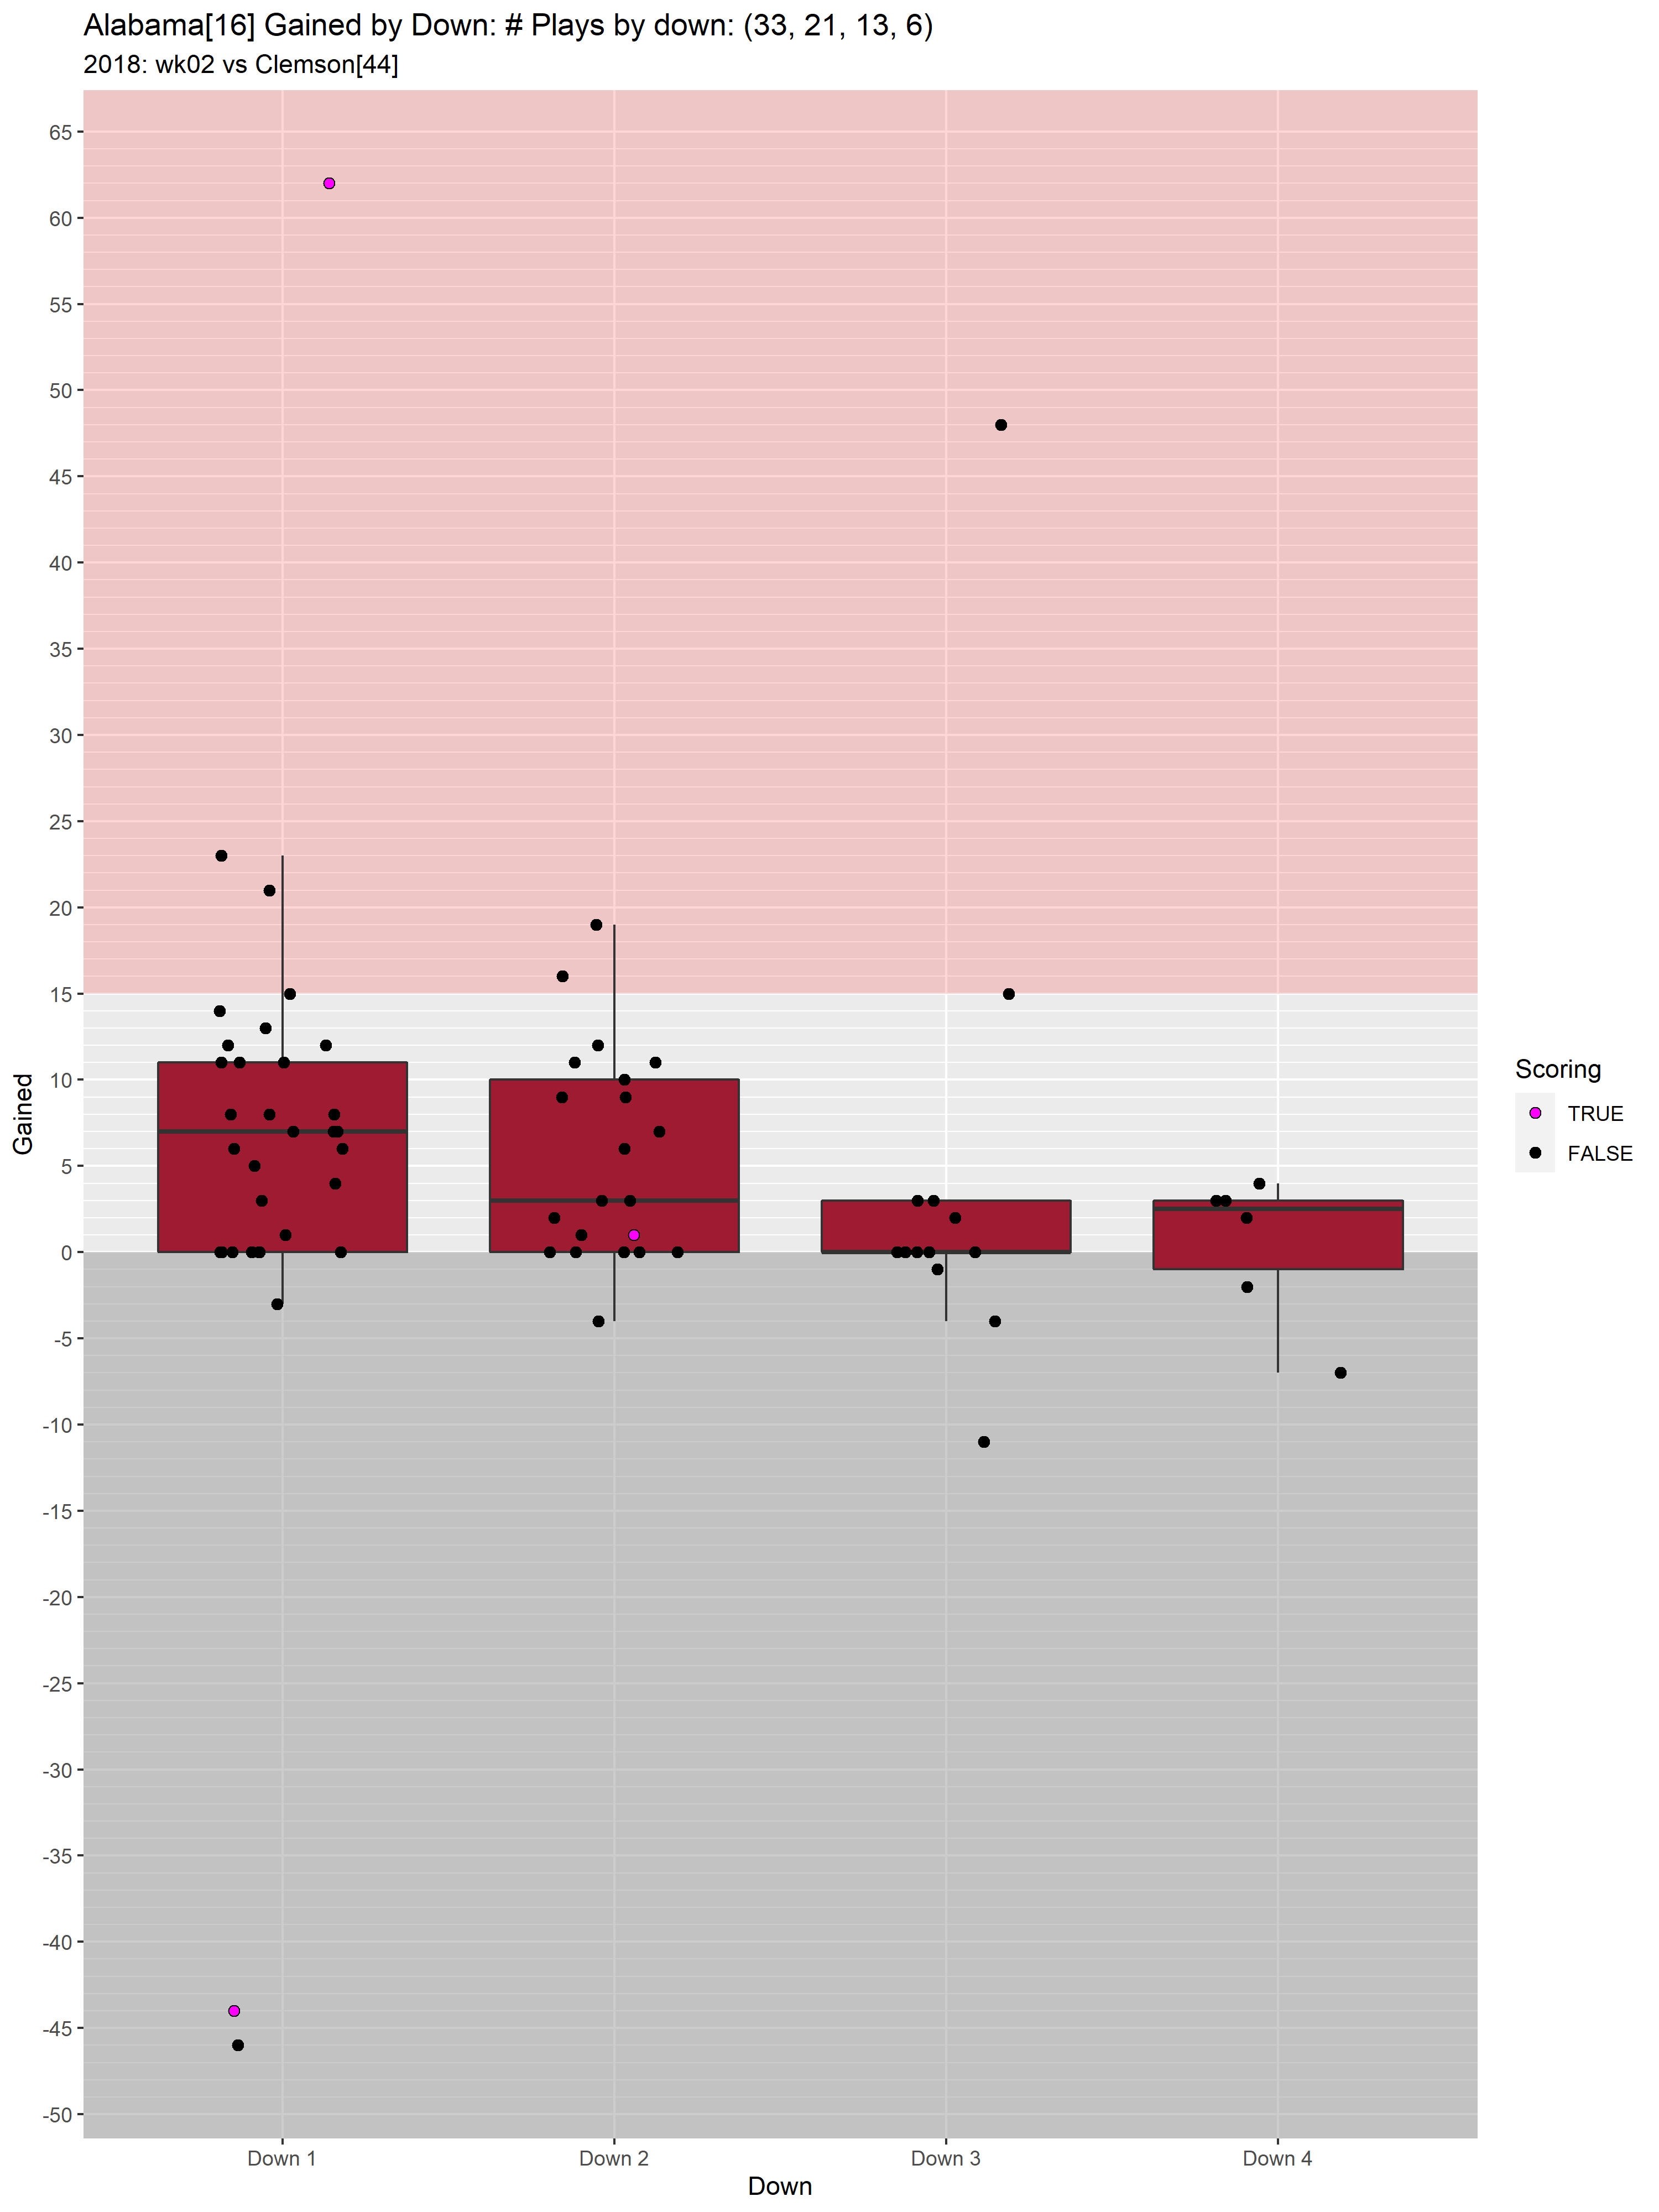 Alabama[16] Gained by Down: # Plays by down: (33, 21, 13, 6)
2018: wk02 vs Clemson[44]
Gained
65
60
55
50
45
40
35
30
25
20
15
10
5
0
-5
-10
-15
-20
-25
-30
-35
-40
-45
-50
Down 1
Down 2
Down 3
Down 4
Down
Scoring
TRUE
FALSE